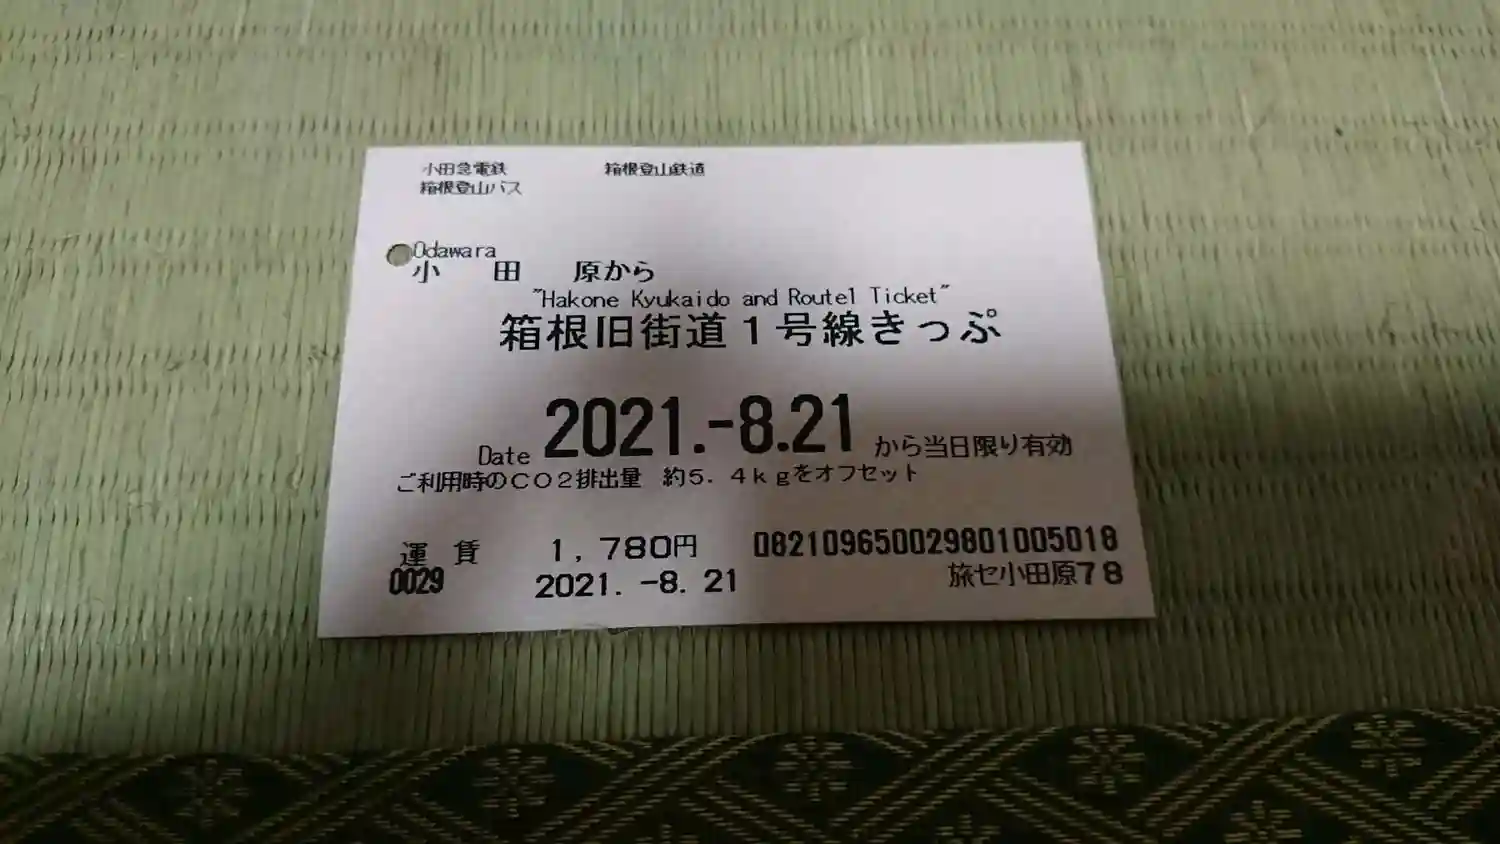 小田急電鉄 箱根登山鉄道
箱根登山バス
Odawara
小田原から
"Hakone Kyukaido and Route1 Ticket"
箱根旧街道1号線きっぷ
Date 2021.-8.21から当日限り有効
ご利用時のCO2排出量 約5.4kgをオフセット
運賃 1,780円 082109650029801005018
0029 2021.-8.21 旅セ小田原78